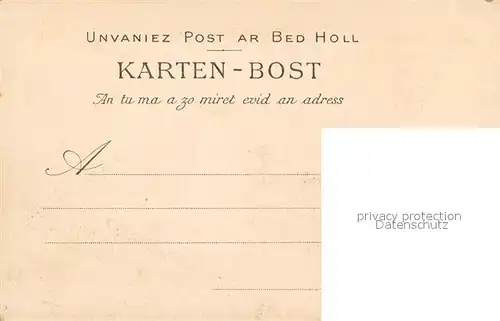 UNVANIEZ POST AR BED HOLL
KARTEN-BOST
An tu ma a zo miret evid an adress
A
privacy protection
Datenschutz